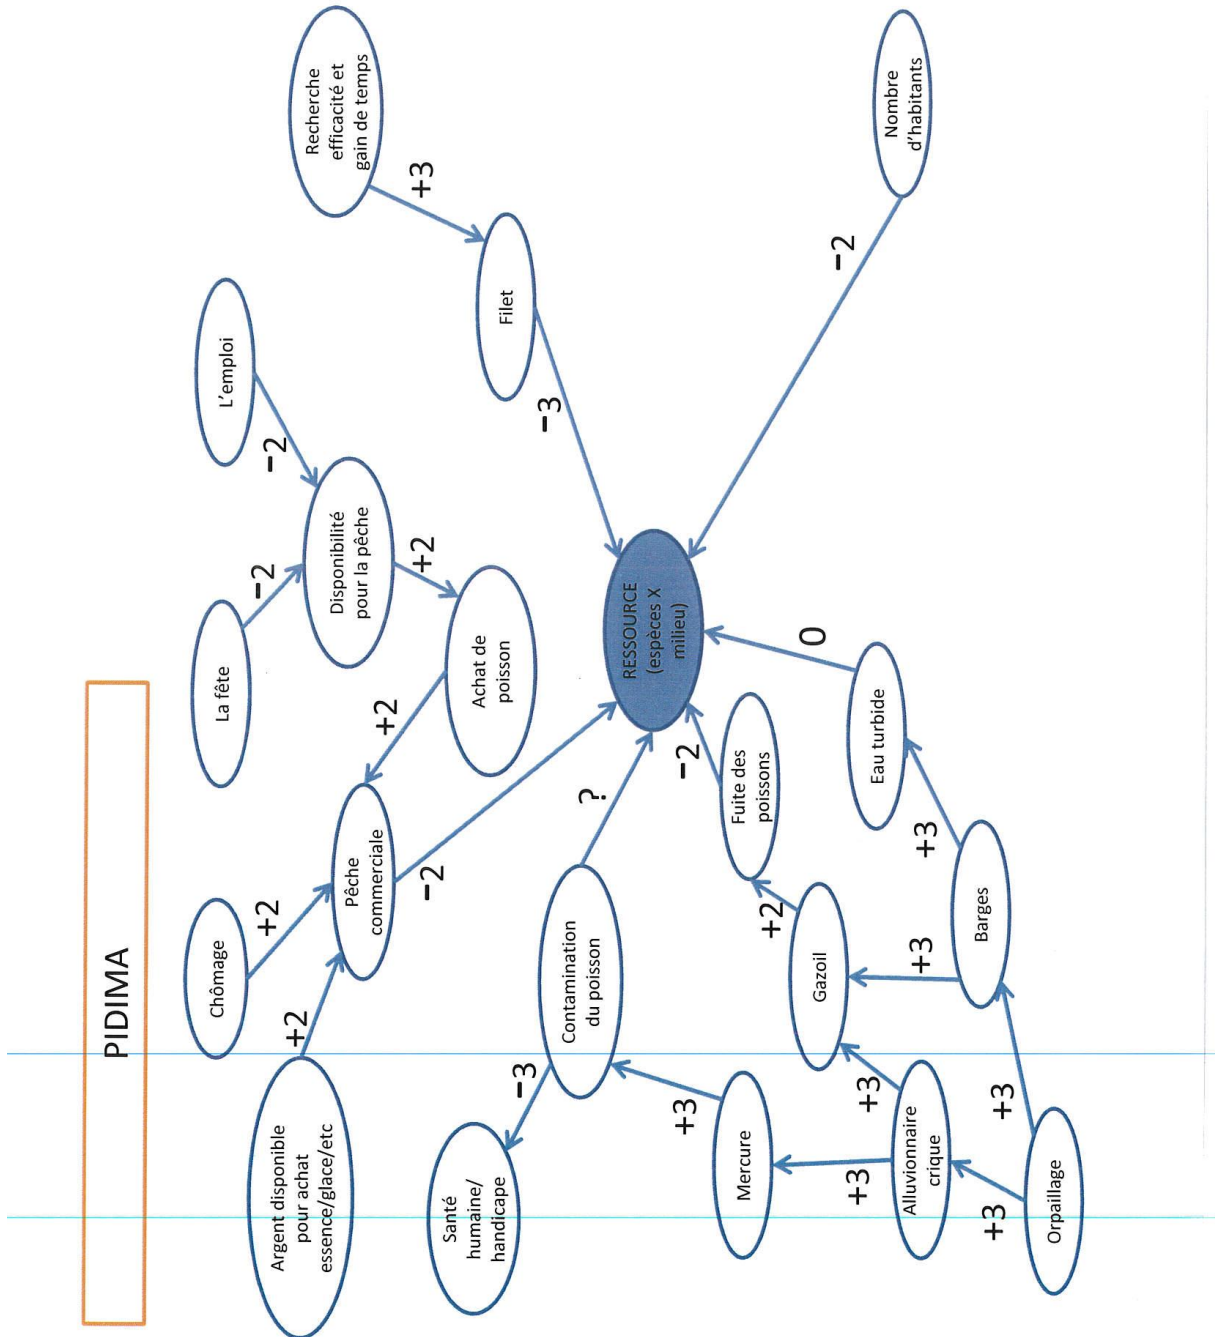 PIDIMA
Chômage
La fête
L'emploi
+2
-2
-2
Argent disponible
pour achat
essence/glace/etc
+2
Pêche
commerciale
+2
Disponibilité
pour la pêche
+2
Recherche
efficacité et
gain de temps
+3
Santé
humaine/
handicape
-3
-2
Achat de
poisson
Filet
-3
Contamination
du poisson
?
RESSOURCE
(espèces X
milieu)
+3
Mercure
-2
Fuite des
poissons
+2
Gazoil
+3
+3
+3
0
-2
Alluvionnaire
crique
Eau turbide
Nombre
d'habitants
+3
+3
+3
Barges
Orpaillage